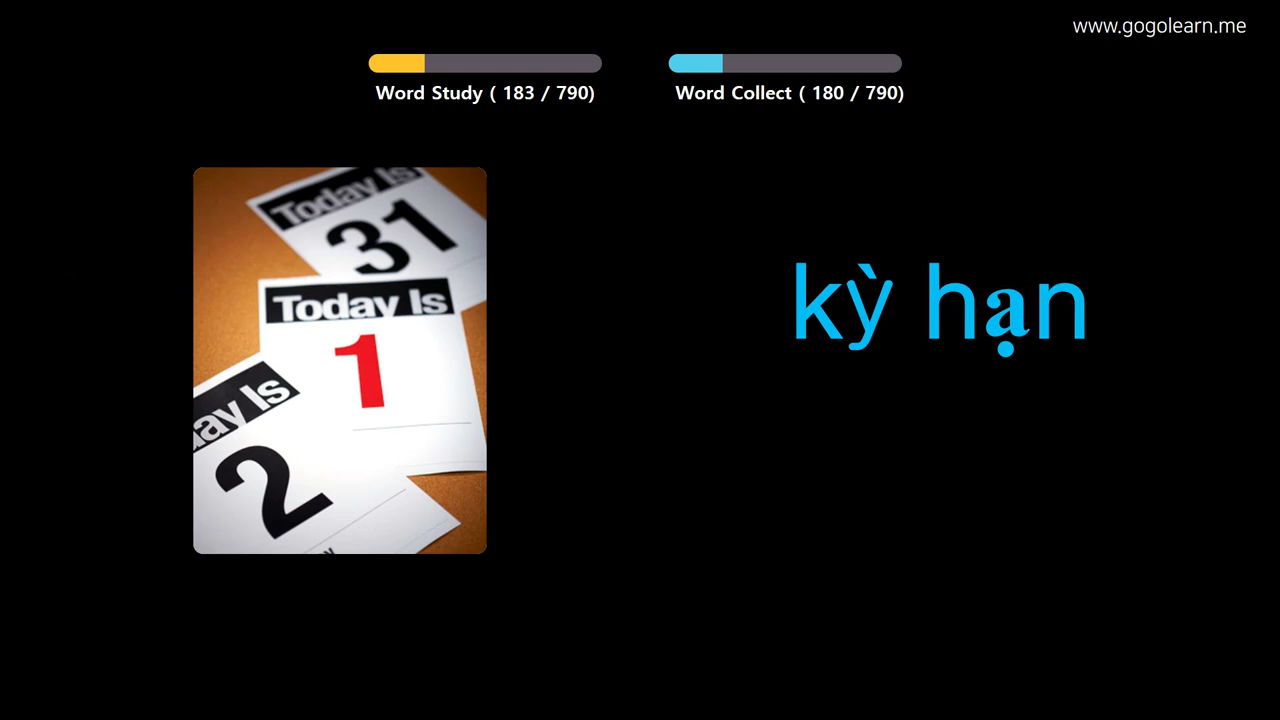 www.gogolearn.me
Word Study ( 183 / 790)
Word Collect ( 180 / 790)
Today Is
31
Today Is
1
day Is
2
kỳ hạn